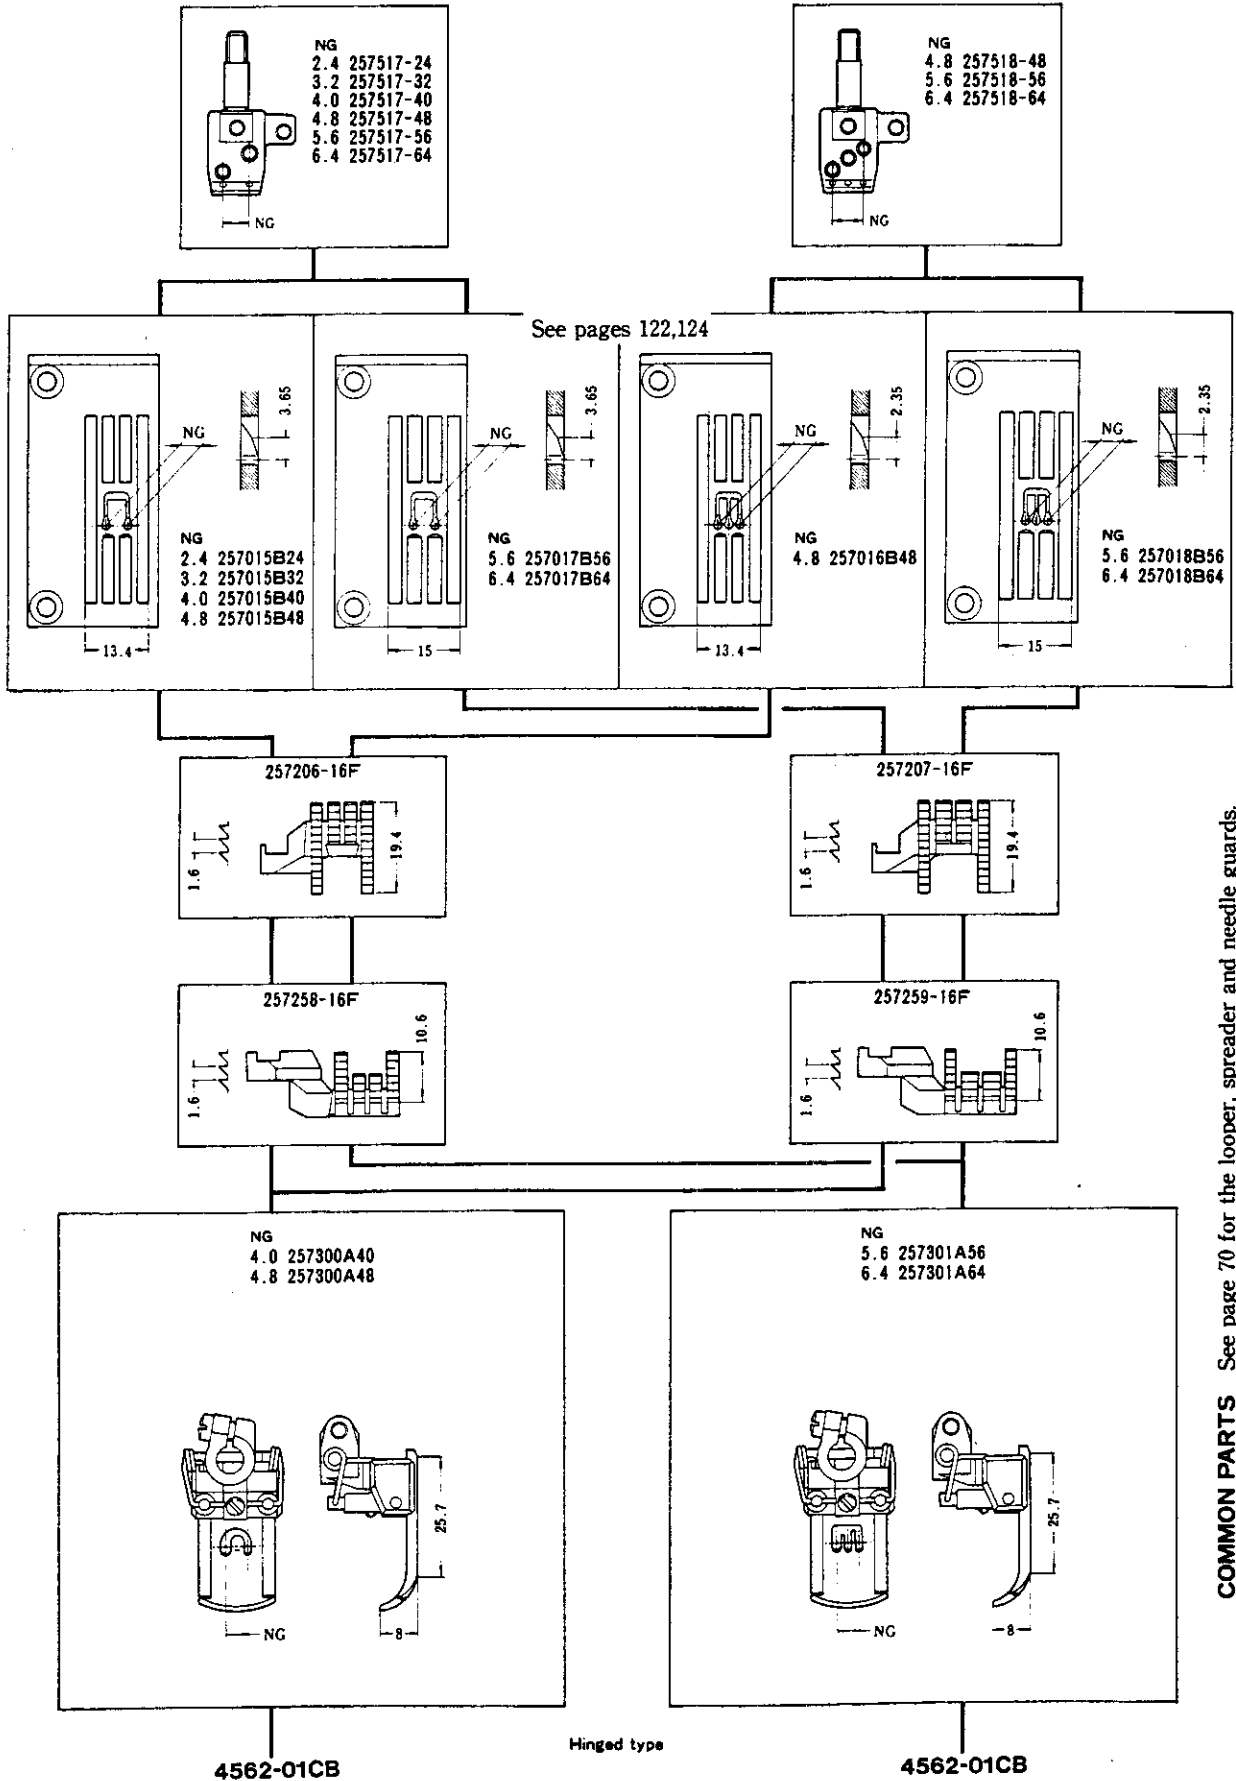 NG
2.4 257517-24
3.2 257517-32
4.0 257517-40
4.8 257517-48
5.6 257517-56
6.4 257517-64
NG
NG
4.8 257518-48
5.6 257518-56
6.4 257518-64
NG
See pages 122,124
NG
3.65
NG
2.4 257015B24
3.2 257015B32
4.0 257015B40
4.8 257015B48
13.4
NG
3.65
5.6 257017B56
6.4 257017B64
NG
15
NG
2.35
NG
4.8 257016B48
13.4
NG
2.35
NG
5.6 257018B56
6.4 257018B64
15
257206-16F
1.6
19.4
257207-16F
1.6
19.4
257258-16F
1.6
10.6
257259-16F
1.6
10.6
NG
4.0 257300A40
4.8 257300A48
25.7
NG
8
NG
5.6 257301A56
6.4 257301A64
25.7
NG
8
Hinged type
4562-01CB
4562-01CB
COMMON PARTS See page 70 for the looper, spreader and needle guards.